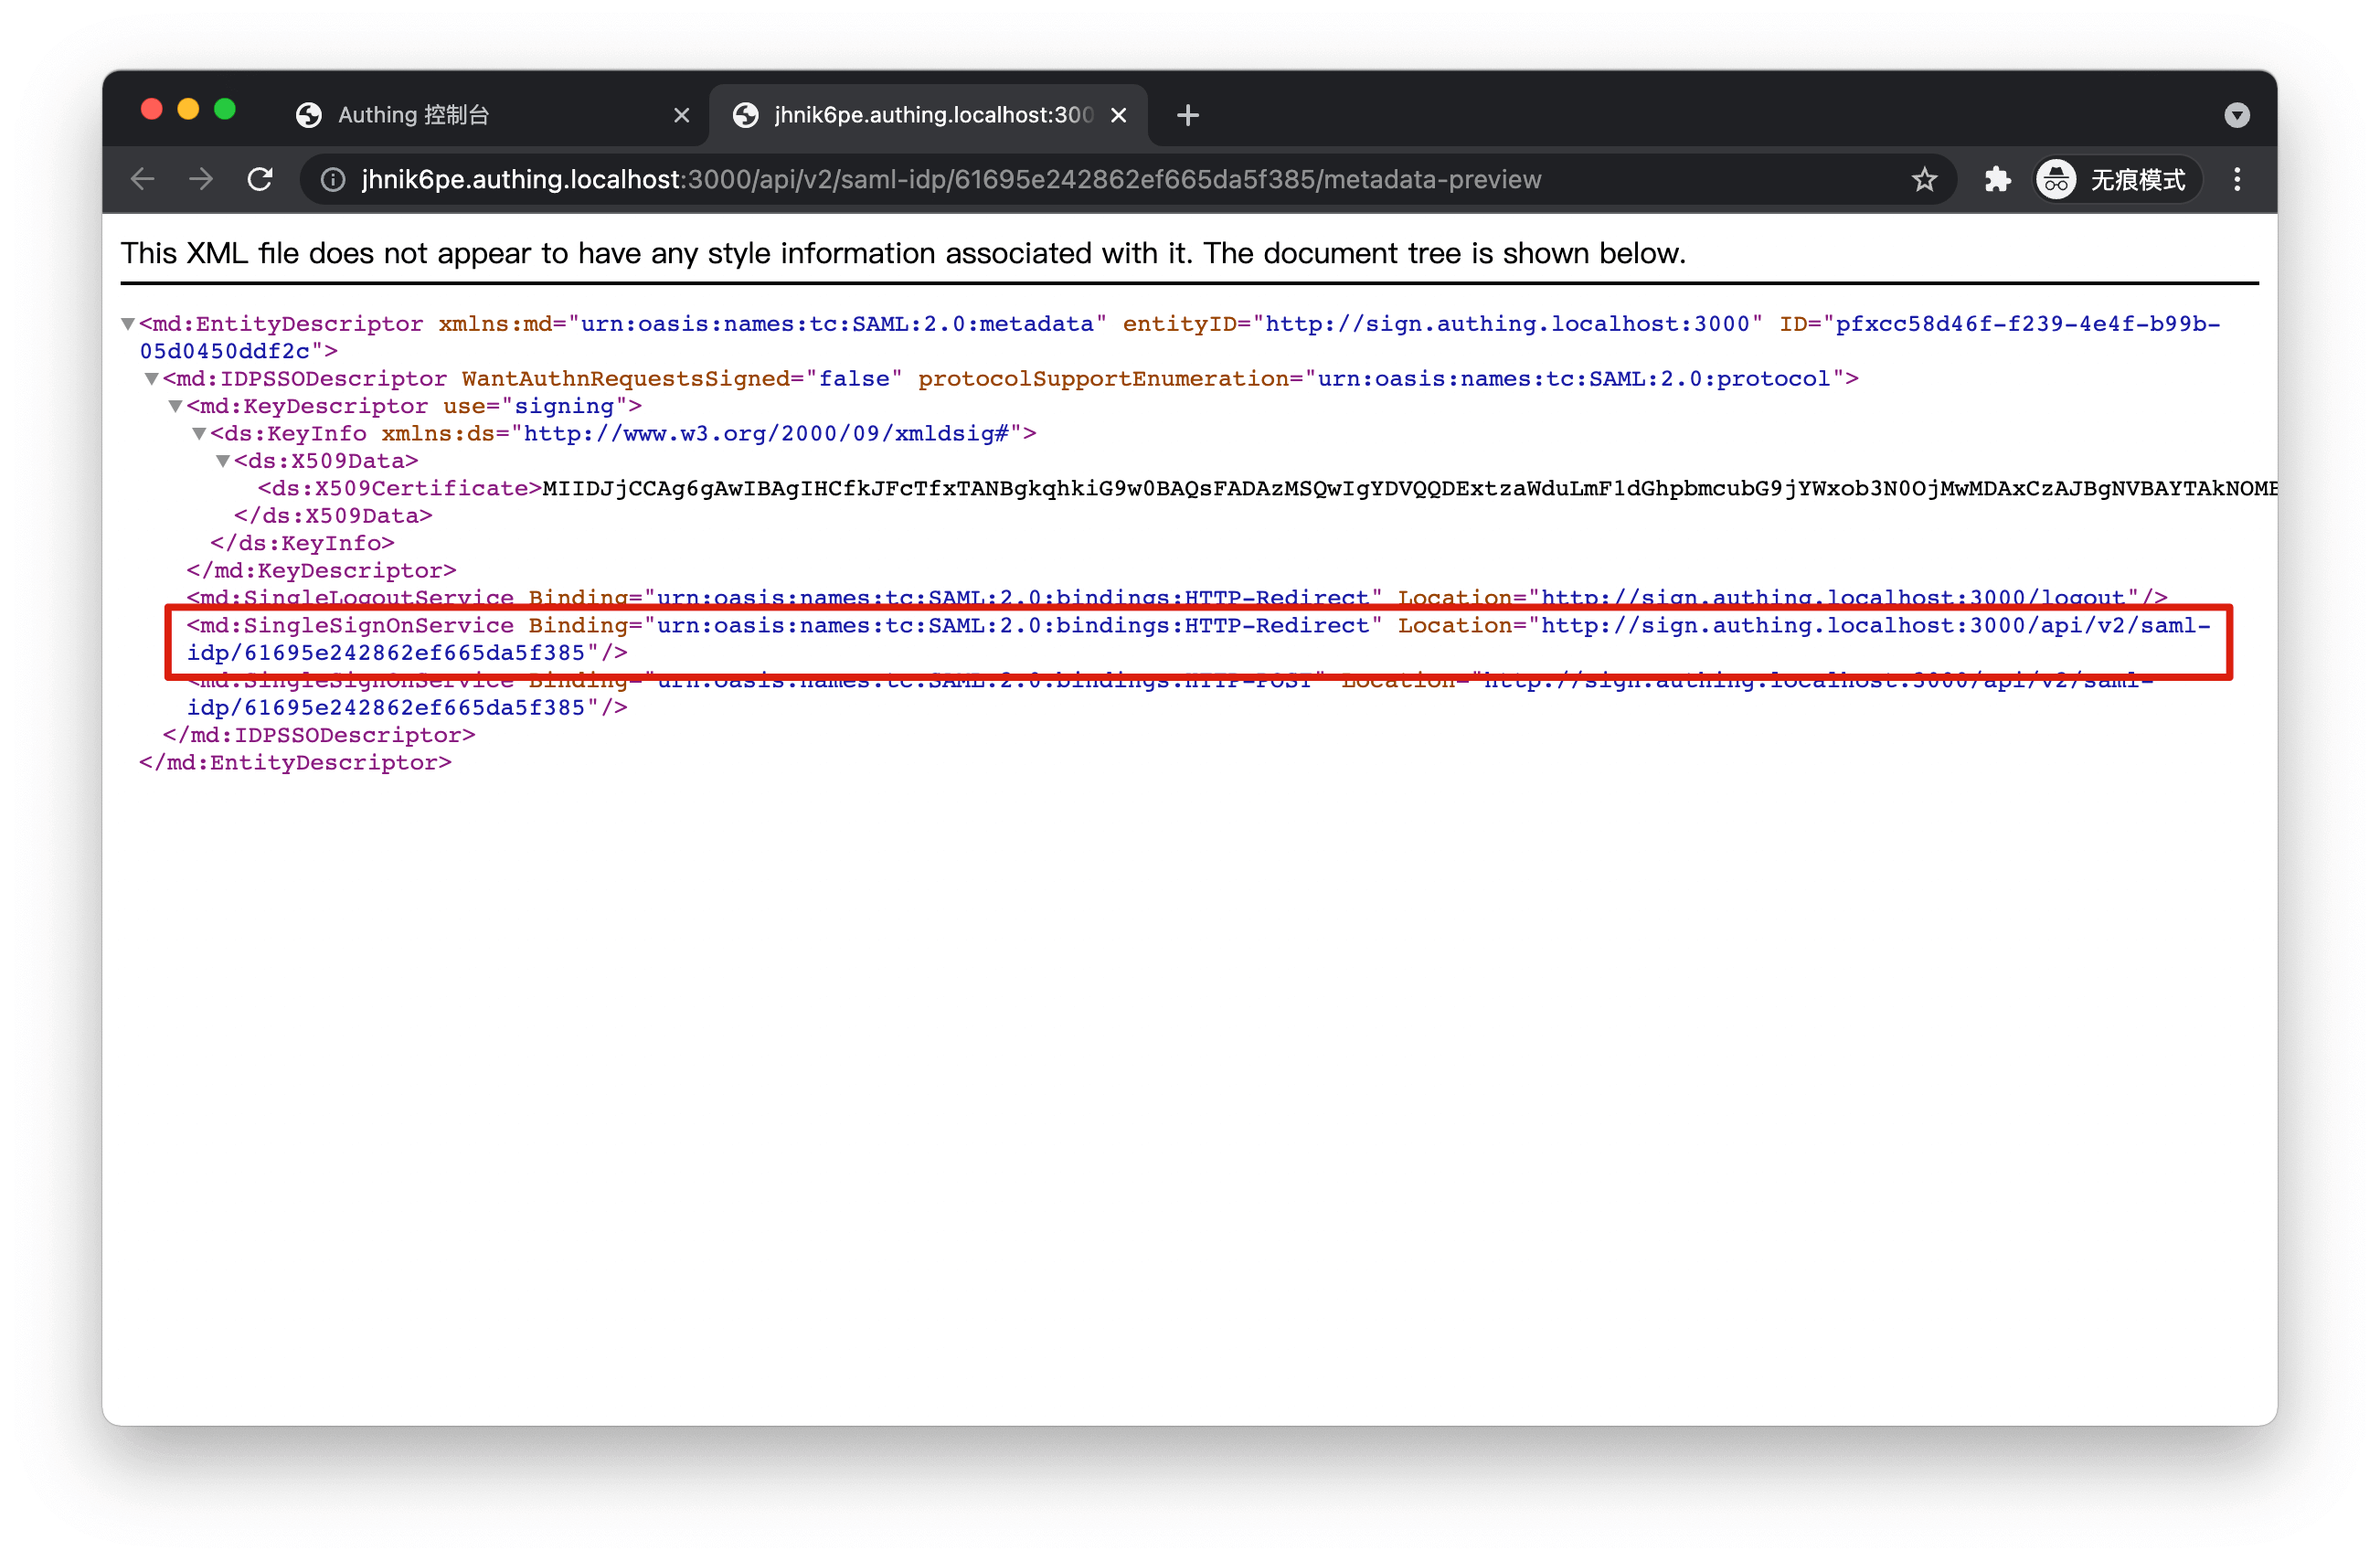 Authing 控制台
jhnik6pe.authing.localhost:300
jhnik6pe.authing.localhost:3000/api/v2/saml-idp/61695e242862ef665da5f385/metadata-preview
无痕模式
This XML file does not appear to have any style information associated with it. The document tree is shown below.
<md:EntityDescriptor xmlns:md="urn:oasis:names:tc:SAML:2.0:metadata" entityID="http://sign.authing.localhost:3000" ID="pfxcc58d46f-f239-4e4f-b99b-
05d0450ddf2c">
<md:IDPSSODescriptor WantAuthnRequestsSigned="false" protocolSupportEnumeration="urn:oasis:names:tc:SAML:2.0:protocol">
<md:KeyDescriptor use="signing">
<ds:KeyInfo xmlns:ds="http://www.w3.org/2000/09/xmldsig#">
<ds:X509Data>
<ds:X509Certificate>MIIDJjCCAg6gAwIBAgIHCfkJFcTfxTANBgkqhkiG9w0BAQsFADAzMSQwIgYDVQQDExtzaWduLmF1dGhpbmcubG9jYWxob3N0OjMwMDAxCzAJBgNVBAYTAkNOME
</ds:X509Data>
</ds:KeyInfo>
</md:KeyDescriptor>
<md:SingleLogoutService Binding="urn:oasis:names:tc:SAML:2.0:bindings:HTTP-Redirect" Location="http://sign.authing.localhost:3000/logout"/>
<md:SingleSignOnService Binding="urn:oasis:names:tc:SAML:2.0:bindings:HTTP-Redirect" Location="http://sign.authing.localhost:3000/api/v2/saml-
idp/61695e242862ef665da5f385"/>
<md:SingleSignOnService Binding="urn:oasis:names:tc:SAML:2.0:bindings:HTTP-POST" Location="http://sign.authing.localhost:3000/api/v2/saml-
idp/61695e242862ef665da5f385"/>
</md:IDPSSODescriptor>
</md:EntityDescriptor>